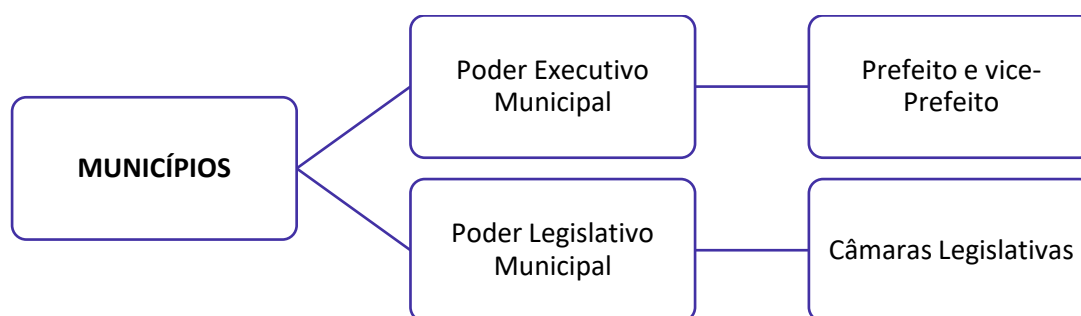 MUNICÍPIOS
Poder Executivo
Municipal
Prefeito e vice-
Prefeito
Poder Legislativo
Municipal
Câmaras Legislativas